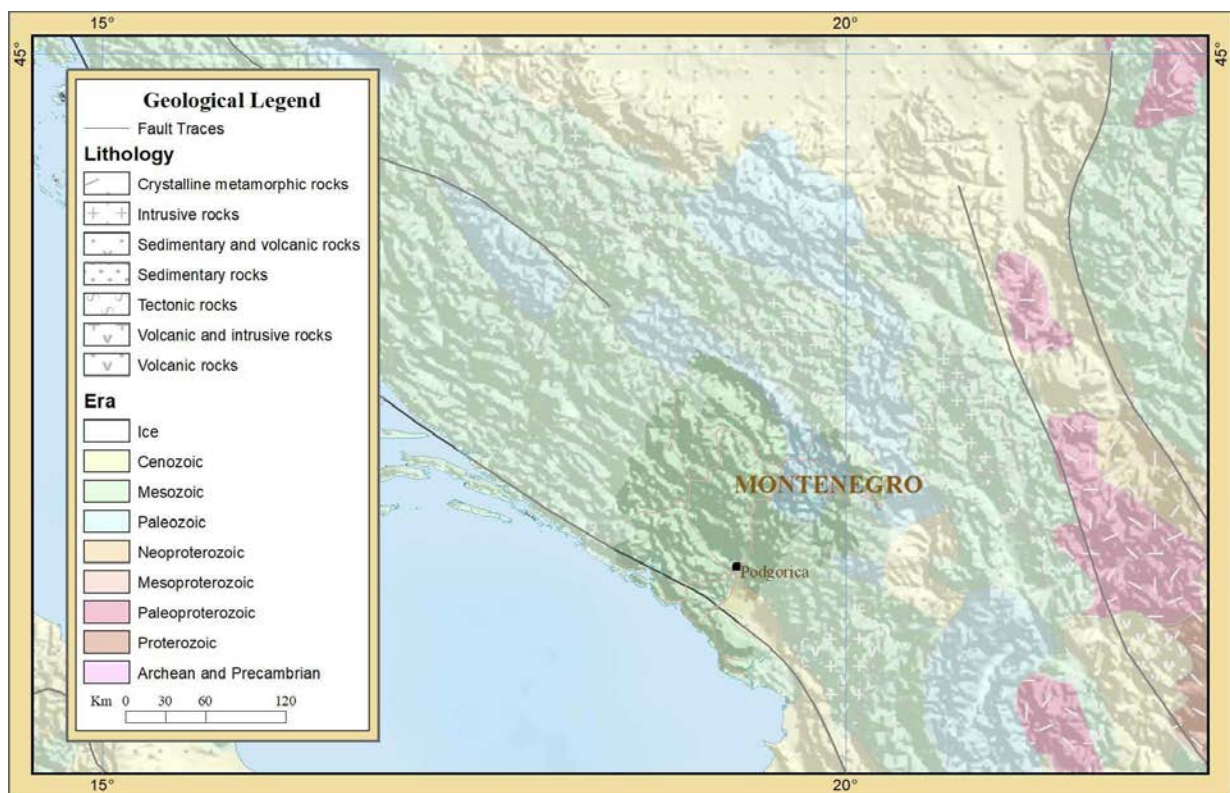 15°
20°
45°
45°
Geological Legend
Fault Traces
Lithology
Crystalline metamorphic rocks
Intrusive rocks
Sedimentary and volcanic rocks
Sedimentary rocks
Tectonic rocks
Volcanic and intrusive rocks
Volcanic rocks
Era
Ice
Cenozoic
Mesozoic
Paleozoic
Neoproterozoic
Mesoproterozoic
Paleoproterozoic
Proterozoic
Archean and Precambrian
Km 0 30 60 120
MONTENEGRO
Podgorica
15°
20°